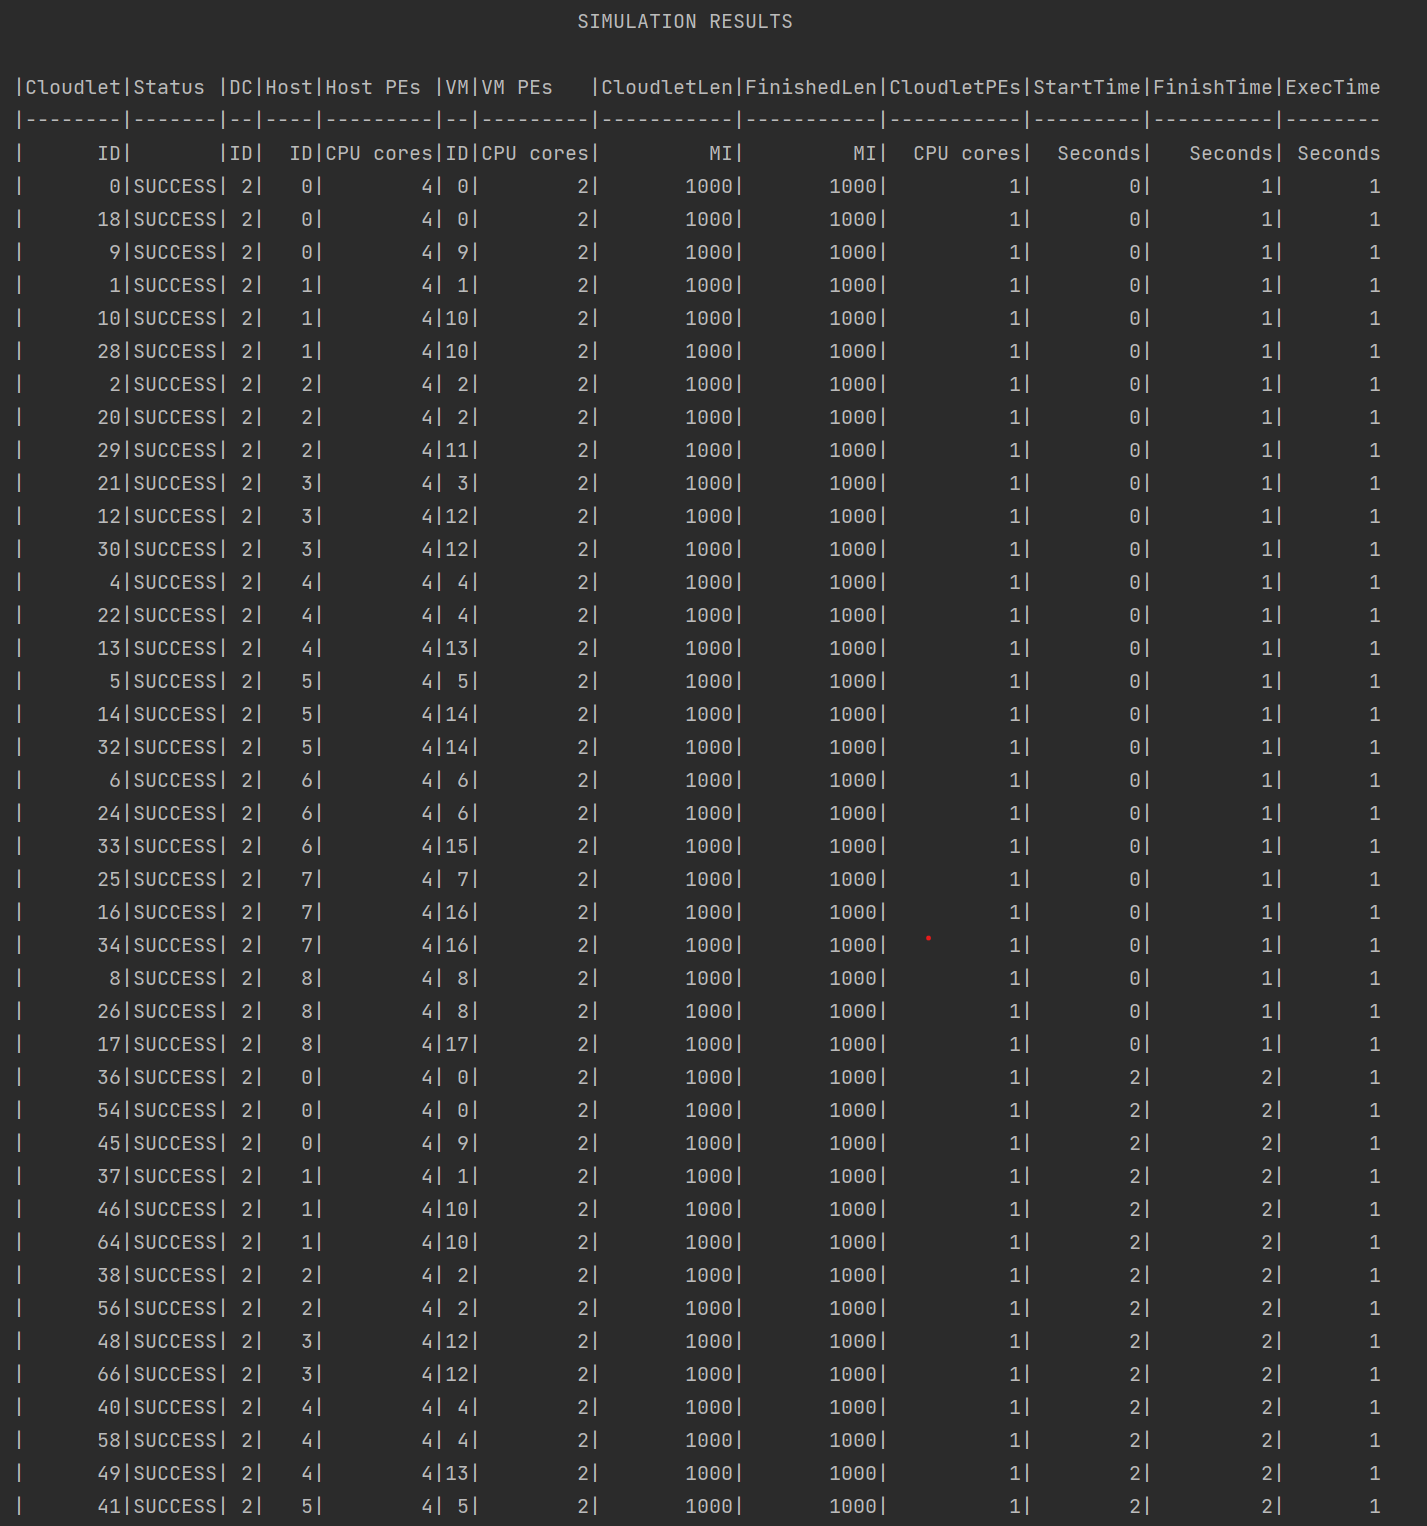 SIMULATION RESULTS
|Cloudlet|Status |DC|Host|Host PEs |VM|VM PEs   |CloudletLen|FinishedLen|CloudletPEs|StartTime|FinishTime|ExecTime
|--------|-------|--|----|---------|--|---------|-----------|-----------|-----------|---------|----------|--------
|      ID|       |ID|  ID|CPU cores|ID|CPU cores|         MI|         MI|  CPU cores|  Seconds|   Seconds| Seconds
|       0|SUCCESS| 2|   0|        4| 0|        2|       1000|       1000|          1|        0|         1|       1
|      18|SUCCESS| 2|   0|        4| 0|        2|       1000|       1000|          1|        0|         1|       1
|       9|SUCCESS| 2|   0|        4| 9|        2|       1000|       1000|          1|        0|         1|       1
|       1|SUCCESS| 2|   1|        4| 1|        2|       1000|       1000|          1|        0|         1|       1
|      10|SUCCESS| 2|   1|        4|10|        2|       1000|       1000|          1|        0|         1|       1
|      28|SUCCESS| 2|   1|        4|10|        2|       1000|       1000|          1|        0|         1|       1
|       2|SUCCESS| 2|   2|        4| 2|        2|       1000|       1000|          1|        0|         1|       1
|      20|SUCCESS| 2|   2|        4| 2|        2|       1000|       1000|          1|        0|         1|       1
|      29|SUCCESS| 2|   2|        4|11|        2|       1000|       1000|          1|        0|         1|       1
|      21|SUCCESS| 2|   3|        4| 3|        2|       1000|       1000|          1|        0|         1|       1
|      12|SUCCESS| 2|   3|        4|12|        2|       1000|       1000|          1|        0|         1|       1
|      30|SUCCESS| 2|   3|        4|12|        2|       1000|       1000|          1|        0|         1|       1
|       4|SUCCESS| 2|   4|        4| 4|        2|       1000|       1000|          1|        0|         1|       1
|      22|SUCCESS| 2|   4|        4| 4|        2|       1000|       1000|          1|        0|         1|       1
|      13|SUCCESS| 2|   4|        4|13|        2|       1000|       1000|          1|        0|         1|       1
|       5|SUCCESS| 2|   5|        4| 5|        2|       1000|       1000|          1|        0|         1|       1
|      14|SUCCESS| 2|   5|        4|14|        2|       1000|       1000|          1|        0|         1|       1
|      32|SUCCESS| 2|   5|        4|14|        2|       1000|       1000|          1|        0|         1|       1
|       6|SUCCESS| 2|   6|        4| 6|        2|       1000|       1000|          1|        0|         1|       1
|      24|SUCCESS| 2|   6|        4| 6|        2|       1000|       1000|          1|        0|         1|       1
|      33|SUCCESS| 2|   6|        4|15|        2|       1000|       1000|          1|        0|         1|       1
|      25|SUCCESS| 2|   7|        4| 7|        2|       1000|       1000|          1|        0|         1|       1
|      16|SUCCESS| 2|   7|        4|16|        2|       1000|       1000|          1|        0|         1|       1
|      34|SUCCESS| 2|   7|        4|16|        2|       1000|       1000|          1|        0|         1|       1
|       8|SUCCESS| 2|   8|        4| 8|        2|       1000|       1000|          1|        0|         1|       1
|      26|SUCCESS| 2|   8|        4| 8|        2|       1000|       1000|          1|        0|         1|       1
|      17|SUCCESS| 2|   8|        4|17|        2|       1000|       1000|          1|        0|         1|       1
|      36|SUCCESS| 2|   0|        4| 0|        2|       1000|       1000|          1|        2|         2|       1
|      54|SUCCESS| 2|   0|        4| 0|        2|       1000|       1000|          1|        2|         2|       1
|      45|SUCCESS| 2|   0|        4| 9|        2|       1000|       1000|          1|        2|         2|       1
|      37|SUCCESS| 2|   1|        4| 1|        2|       1000|       1000|          1|        2|         2|       1
|      46|SUCCESS| 2|   1|        4|10|        2|       1000|       1000|          1|        2|         2|       1
|      64|SUCCESS| 2|   1|        4|10|        2|       1000|       1000|          1|        2|         2|       1
|      38|SUCCESS| 2|   2|        4| 2|        2|       1000|       1000|          1|        2|         2|       1
|      56|SUCCESS| 2|   2|        4| 2|        2|       1000|       1000|          1|        2|         2|       1
|      48|SUCCESS| 2|   3|        4|12|        2|       1000|       1000|          1|        2|         2|       1
|      66|SUCCESS| 2|   3|        4|12|        2|       1000|       1000|          1|        2|         2|       1
|      40|SUCCESS| 2|   4|        4| 4|        2|       1000|       1000|          1|        2|         2|       1
|      58|SUCCESS| 2|   4|        4| 4|        2|       1000|       1000|          1|        2|         2|       1
|      49|SUCCESS| 2|   4|        4|13|        2|       1000|       1000|          1|        2|         2|       1
|      41|SUCCESS| 2|   5|        4| 5|        2|       1000|       1000|          1|        2|         2|       1